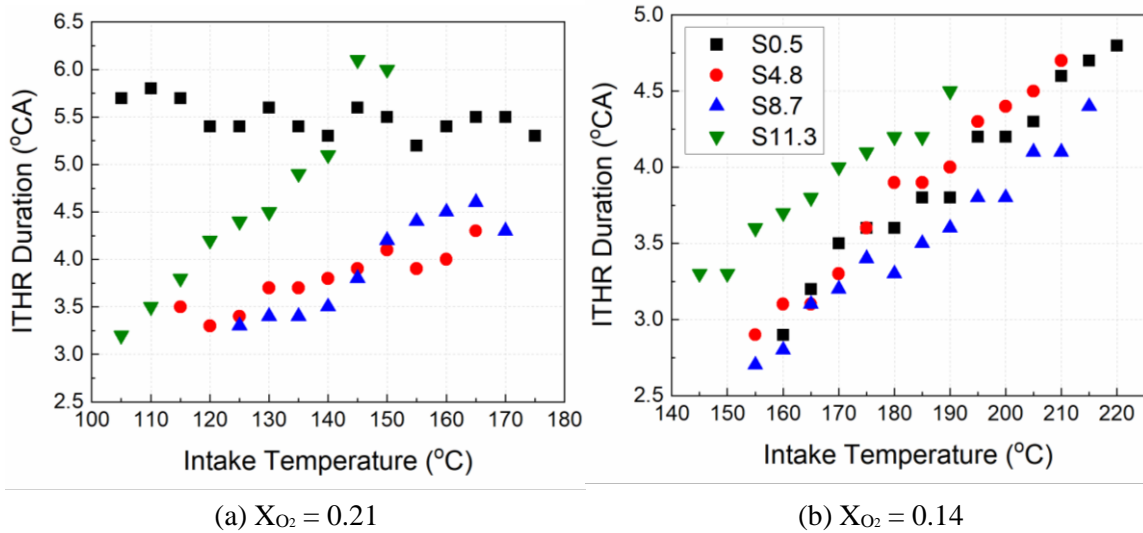 6.5
6.0
5.5
5.0
4.5
4.0
3.5
3.0
2.5
ITHR Duration (°CA)
100 110 120 130 140 150 160 170 180
Intake Temperature (°C)
(a) X_O2 = 0.21
5.0
4.5
4.0
3.5
3.0
2.5
ITHR Duration (°CA)
S0.5
S4.8
S8.7
S11.3
140 150 160 170 180 190 200 210 220
Intake Temperature (°C)
(b) X_O2 = 0.14